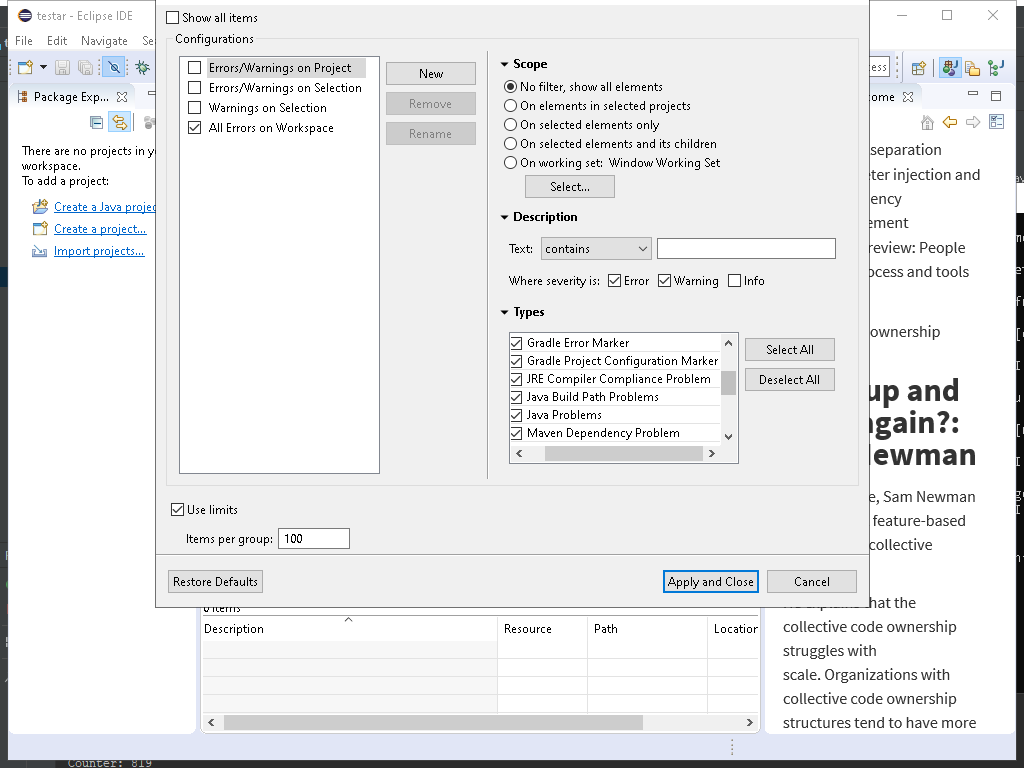 testar - Eclipse IDE
File Edit Navigate Se
Show all items
Configurations
Errors/Warnings on Project
Errors/Warnings on Selection
Warnings on Selection
All Errors on Workspace
New
Remove
Rename
Scope
No filter, show all elements
On elements in selected projects
On selected elements only
On selected elements and its children
On working set: Window Working Set
Select...
Description
Text: contains
Where severity is: Error Warning Info
Types
Gradle Error Marker
Gradle Project Configuration Marker
JRE Compiler Compliance Problem
Java Build Path Problems
Java Problems
Maven Dependency Problem
Select All
Deselect All
Use limits
Items per group: 100
Restore Defaults
Apply and Close
Cancel
Package Exp...
There are no projects in yo
workspace.
To add a project:
Create a Java projec
Create a project...
Import projects...
0 items
Description Resource Path Location
ess
ome
separation
eter injection and
ency
ement
review: People
ocess and tools
ownership
up and
again?:
Newman
e, Sam Newman
feature-based
collective
He explains that the
collective code ownership
struggles with
scale. Organizations with
collective code ownership
structures tend to have more
Counter: 819